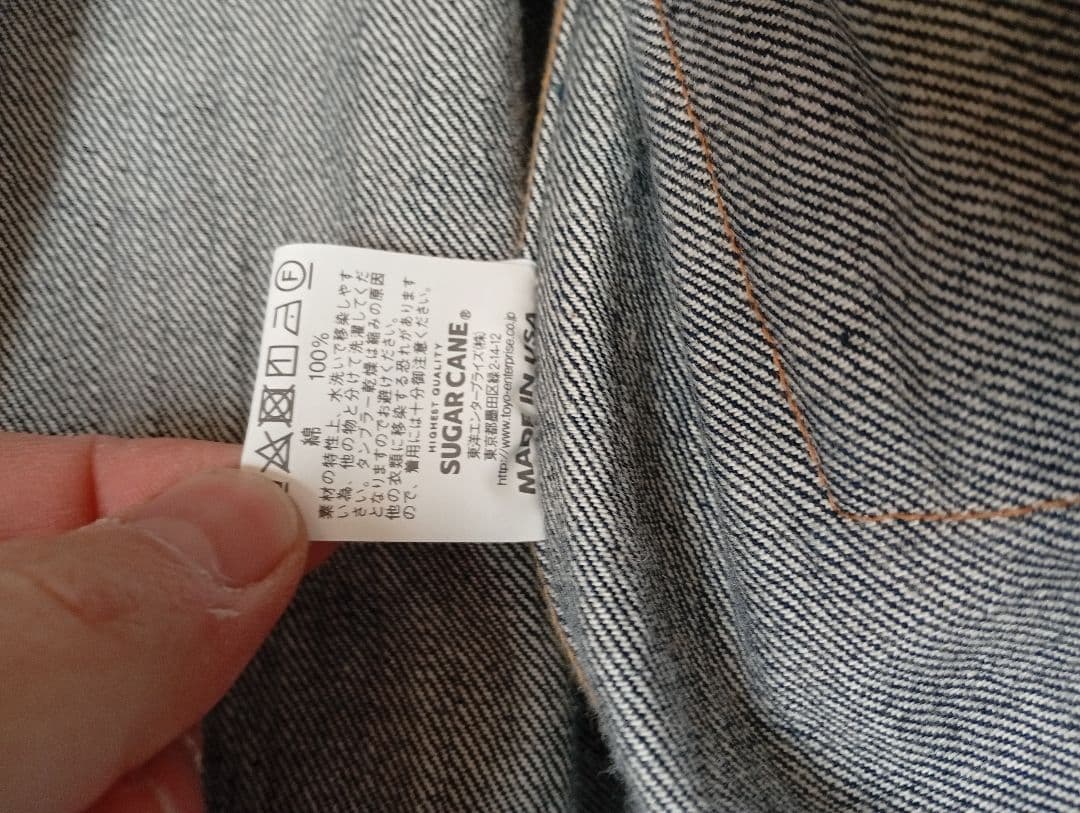 F
綿 100%
素材の特性上、水洗いで移染しやす
い為、他の物と分けて洗濯してくだ
さい。タンブラー乾燥は縮みの原因
となりますのでお避けください。
他の衣類に移染する恐れがあります
ので、着用には十分御注意ください。
HIGHEST QUALITY
SUGAR CANE®
東洋エンタープライズ(株)
東京都墨田区緑2-14-12
http://www.toyo-enterprise.co.jp
MADE IN USA